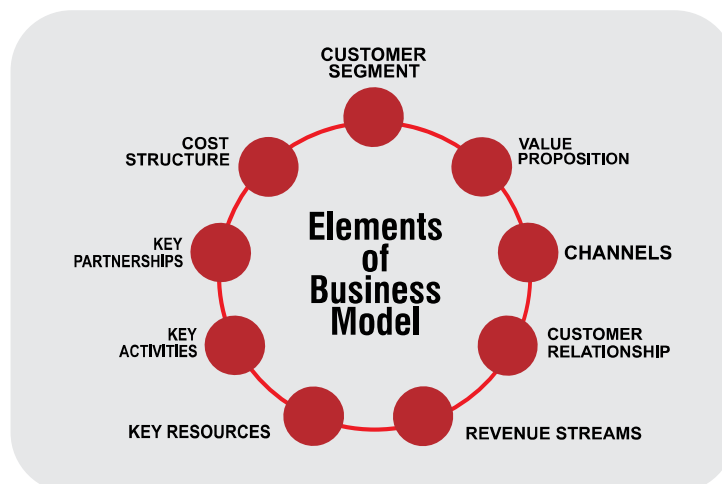 CUSTOMER
SEGMENT
VALUE
PROPOSITION
CHANNELS
CUSTOMER
RELATIONSHIP
REVENUE STREAMS
KEY RESOURCES
KEY
ACTIVITIES
KEY
PARTNERSHIPS
COST
STRUCTURE
Elements
of
Business
Model